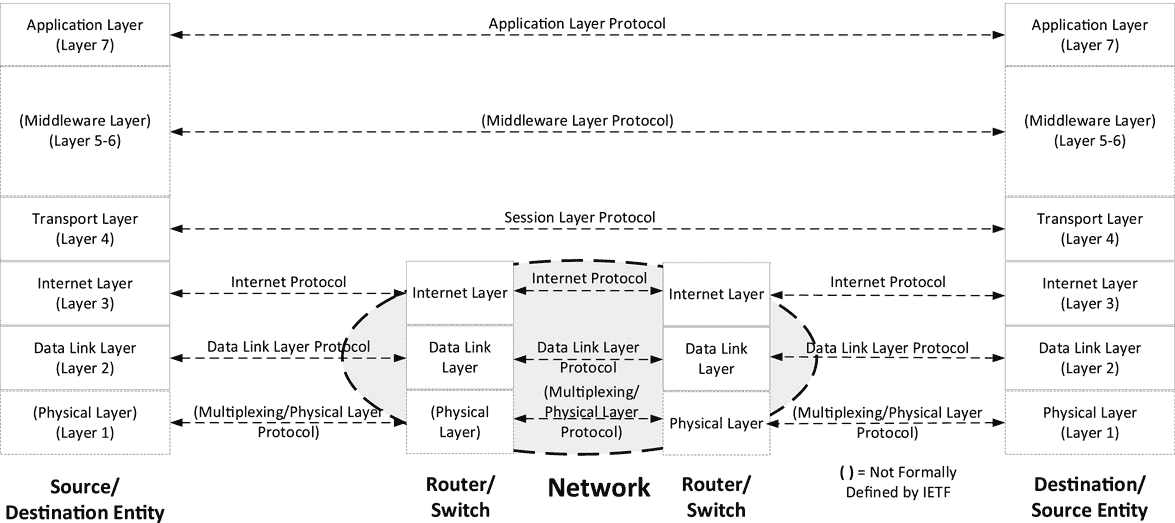 Application Layer
(Layer 7)
Application Layer Protocol
Application Layer
(Layer 7)
(Middleware Layer)
(Layer 5-6)
(Middleware Layer Protocol)
(Middleware Layer)
(Layer 5-6)
Transport Layer
(Layer 4)
Session Layer Protocol
Transport Layer
(Layer 4)
Internet Layer
(Layer 3)
Internet Protocol
Internet Layer
Internet Protocol
Internet Layer
Internet Protocol
Internet Layer
(Layer 3)
Data Link Layer
(Layer 2)
Data Link Layer Protocol
Data Link
Layer
Data Link Layer
Protocol
Data Link
Layer
Data Link Layer Protocol
Data Link Layer
(Layer 2)
(Physical Layer)
(Layer 1)
(Multiplexing/Physical Layer
Protocol)
(Physical
Layer)
(Multiplexing/
Physical Layer
Protocol)
Physical Layer
(Multiplexing/Physical Layer
Protocol)
Physical Layer
(Layer 1)
Source/
Destination Entity
Router/
Switch
Network
Router/
Switch
( ) = Not Formally
Defined by IETF
Destination/
Source Entity